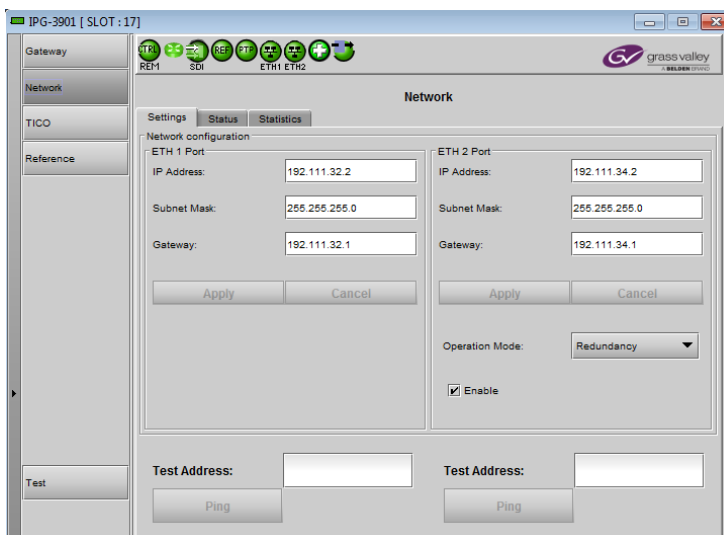 IPG-3901 [ SLOT : 17]
Gateway
Network
TICO
Reference
Test
CTRL REF PTP
REM SDI ETH1 ETH2
GV grass valley
A BELDEN BRAND
Network
Settings Status Statistics
Network configuration
ETH 1 Port
IP Address: 192.111.32.2
Subnet Mask: 255.255.255.0
Gateway: 192.111.32.1
Apply Cancel
ETH 2 Port
IP Address: 192.111.34.2
Subnet Mask: 255.255.255.0
Gateway: 192.111.34.1
Apply Cancel
Operation Mode: Redundancy
Enable
Test Address:
Ping
Test Address:
Ping